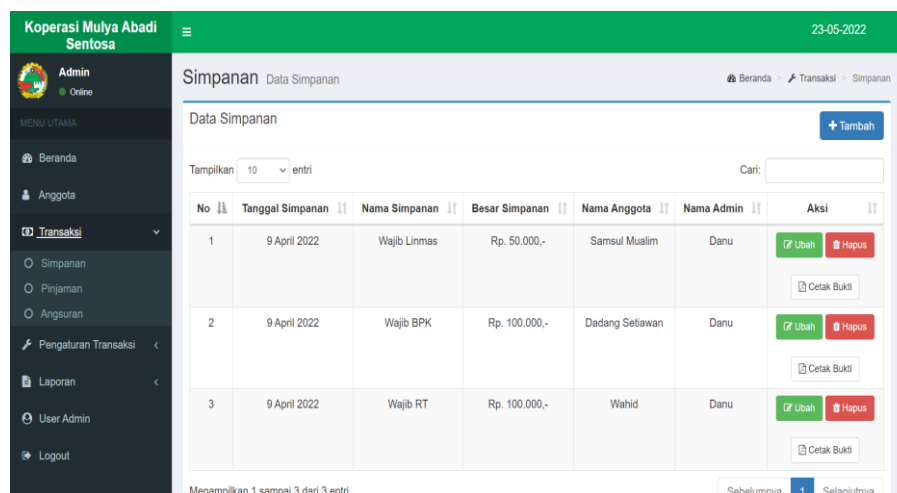 Koperasi Mulya Abadi
Sentosa
23-05-2022
Admin
Online
MENU UTAMA
Beranda
Anggota
Transaksi
Simpanan
Pinjaman
Angsuran
Pengaturan Transaksi
Laporan
User Admin
Logout
Simpanan Data Simpanan
Beranda > Transaksi > Simpanan
Data Simpanan
+ Tambah
Tampilkan 10 entri
Cari:
No Tanggal Simpanan Nama Simpanan Besar Simpanan Nama Anggota Nama Admin Aksi
1 9 April 2022 Wajib Linmas Rp. 50.000,- Samsul Mualim Danu Ubah Hapus
Cetak Bukti
2 9 April 2022 Wajib BPK Rp. 100.000,- Dadang Setiawan Danu Ubah Hapus
Cetak Bukti
3 9 April 2022 Wajib RT Rp. 100.000,- Wahid Danu Ubah Hapus
Cetak Bukti
Menampilkan 1 sampai 3 dari 3 entri
Sebelumnya 1 Selanjutnya